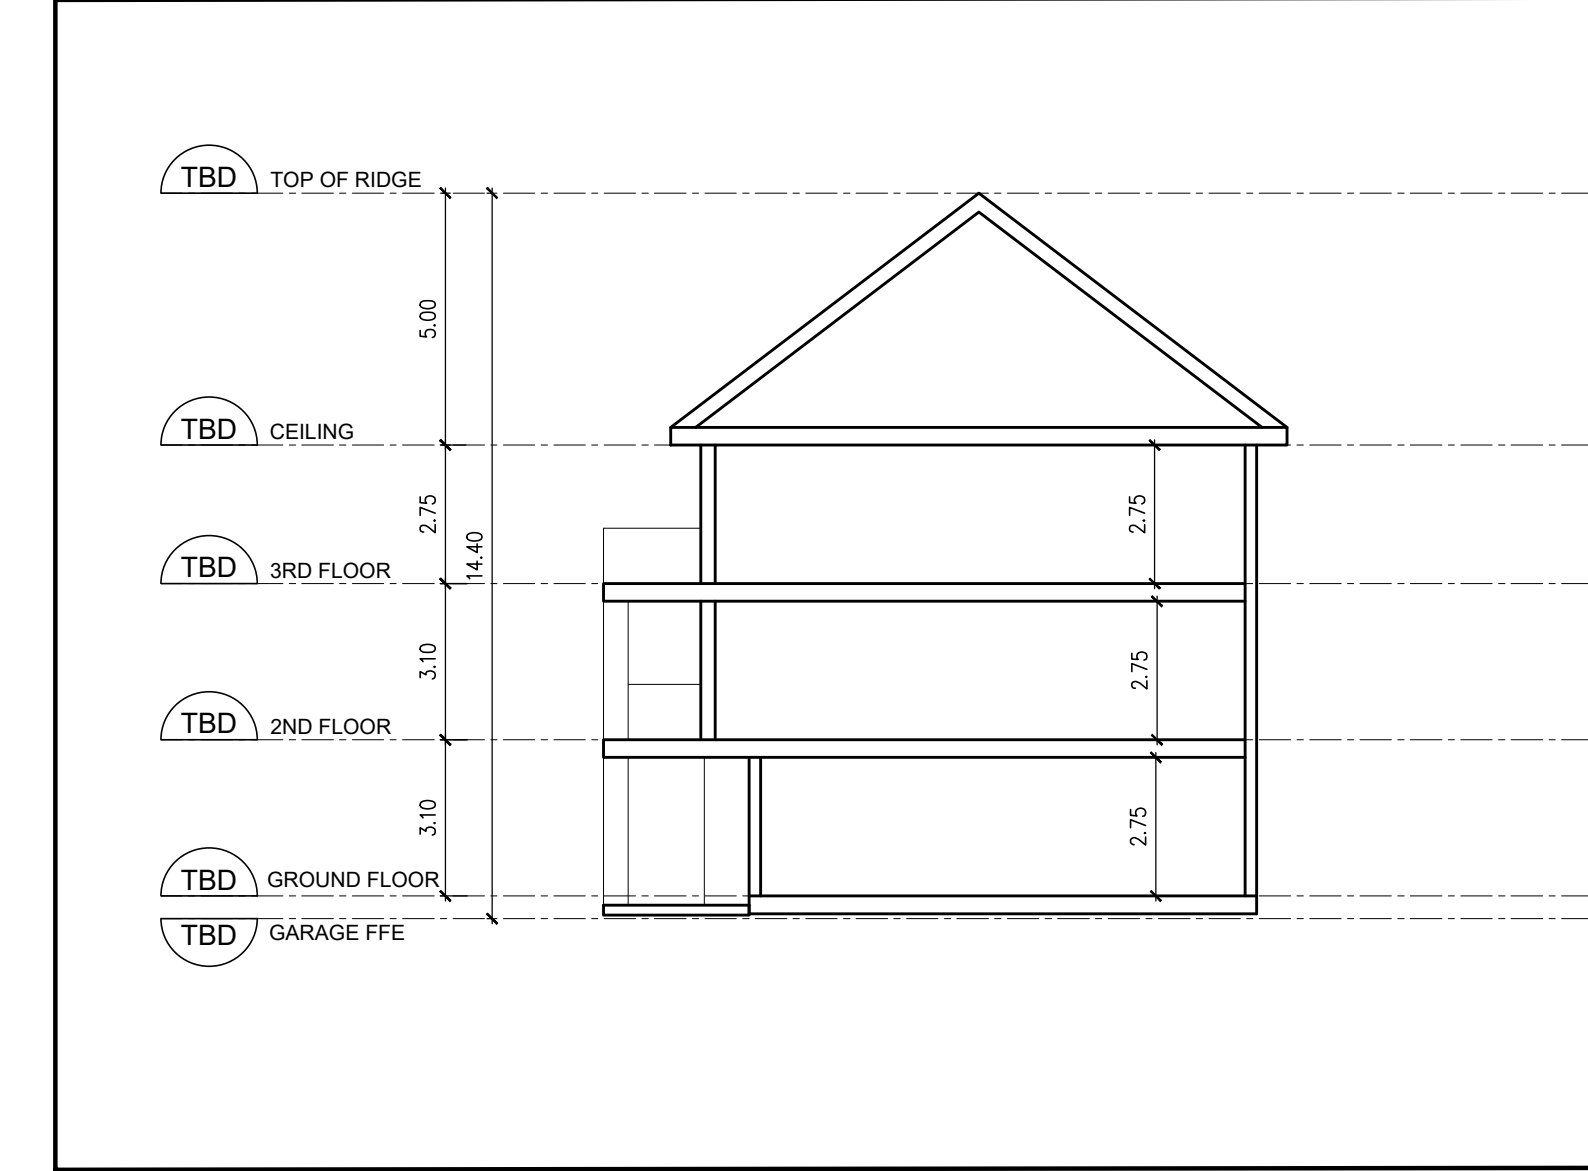 TBD TOP OF RIDGE
5.00
TBD CEILING
2.75
2.75
14.40
TBD 3RD FLOOR
3.10
2.75
TBD 2ND FLOOR
3.10
2.75
TBD GROUND FLOOR
TBD GARAGE FFE